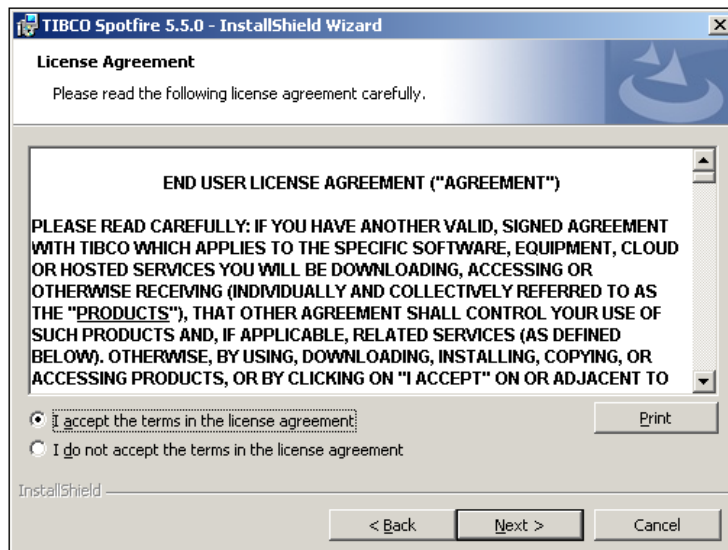 TIBCO Spotfire 5.5.0 - InstallShield Wizard
License Agreement
Please read the following license agreement carefully.
END USER LICENSE AGREEMENT ("AGREEMENT")
PLEASE READ CAREFULLY: IF YOU HAVE ANOTHER VALID, SIGNED AGREEMENT
WITH TIBCO WHICH APPLIES TO THE SPECIFIC SOFTWARE, EQUIPMENT, CLOUD
OR HOSTED SERVICES YOU WILL BE DOWNLOADING, ACCESSING OR
OTHERWISE RECEIVING (INDIVIDUALLY AND COLLECTIVELY REFERRED TO AS
THE "PRODUCTS"), THAT OTHER AGREEMENT SHALL CONTROL YOUR USE OF
SUCH PRODUCTS AND, IF APPLICABLE, RELATED SERVICES (AS DEFINED
BELOW). OTHERWISE, BY USING, DOWNLOADING, INSTALLING, COPYING, OR
ACCESSING PRODUCTS, OR BY CLICKING ON "I ACCEPT" ON OR ADJACENT TO
I accept the terms in the license agreement
Print
I do not accept the terms in the license agreement
InstallShield
< Back
Next >
Cancel